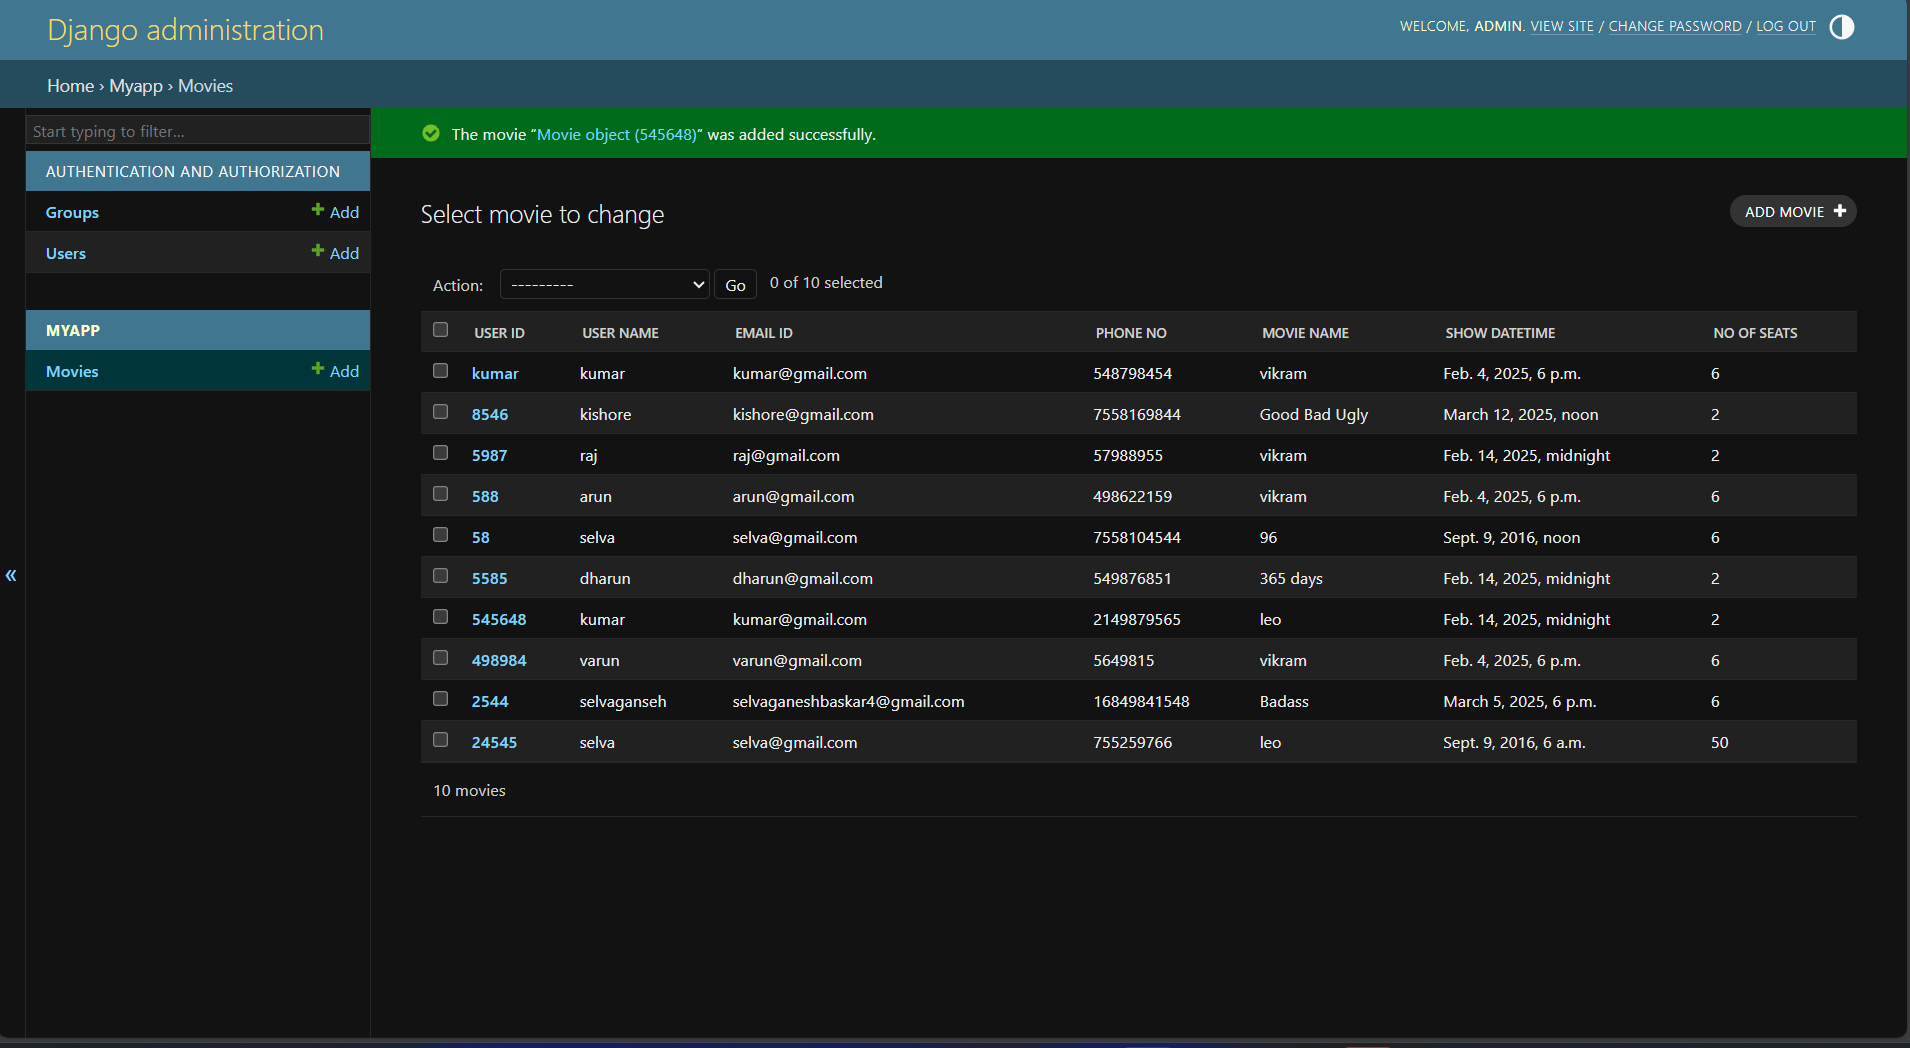 Django administration
WELCOME, ADMIN. VIEW SITE / CHANGE PASSWORD / LOG OUT
Home › Myapp › Movies
Start typing to filter...
AUTHENTICATION AND AUTHORIZATION
Groups Add
Users Add
MYAPP
Movies Add
«
The movie “Movie object (545648)” was added successfully.
Select movie to change
ADD MOVIE
Action: --------- Go 0 of 10 selected
USER ID USER NAME EMAIL ID PHONE NO MOVIE NAME SHOW DATETIME NO OF SEATS
kumar kumar kumar@gmail.com 548798454 vikram Feb. 4, 2025, 6 p.m. 6
8546 kishore kishore@gmail.com 7558169844 Good Bad Ugly March 12, 2025, noon 2
5987 raj raj@gmail.com 57988955 vikram Feb. 14, 2025, midnight 2
588 arun arun@gmail.com 498622159 vikram Feb. 4, 2025, 6 p.m. 6
58 selva selva@gmail.com 7558104544 96 Sept. 9, 2016, noon 6
5585 dharun dharun@gmail.com 549876851 365 days Feb. 14, 2025, midnight 2
545648 kumar kumar@gmail.com 2149879565 leo Feb. 14, 2025, midnight 2
498984 varun varun@gmail.com 5649815 vikram Feb. 4, 2025, 6 p.m. 6
2544 selvaganseh selvaganeshbaskar4@gmail.com 16849841548 Badass March 5, 2025, 6 p.m. 6
24545 selva selva@gmail.com 755259766 leo Sept. 9, 2016, 6 a.m. 50
10 movies